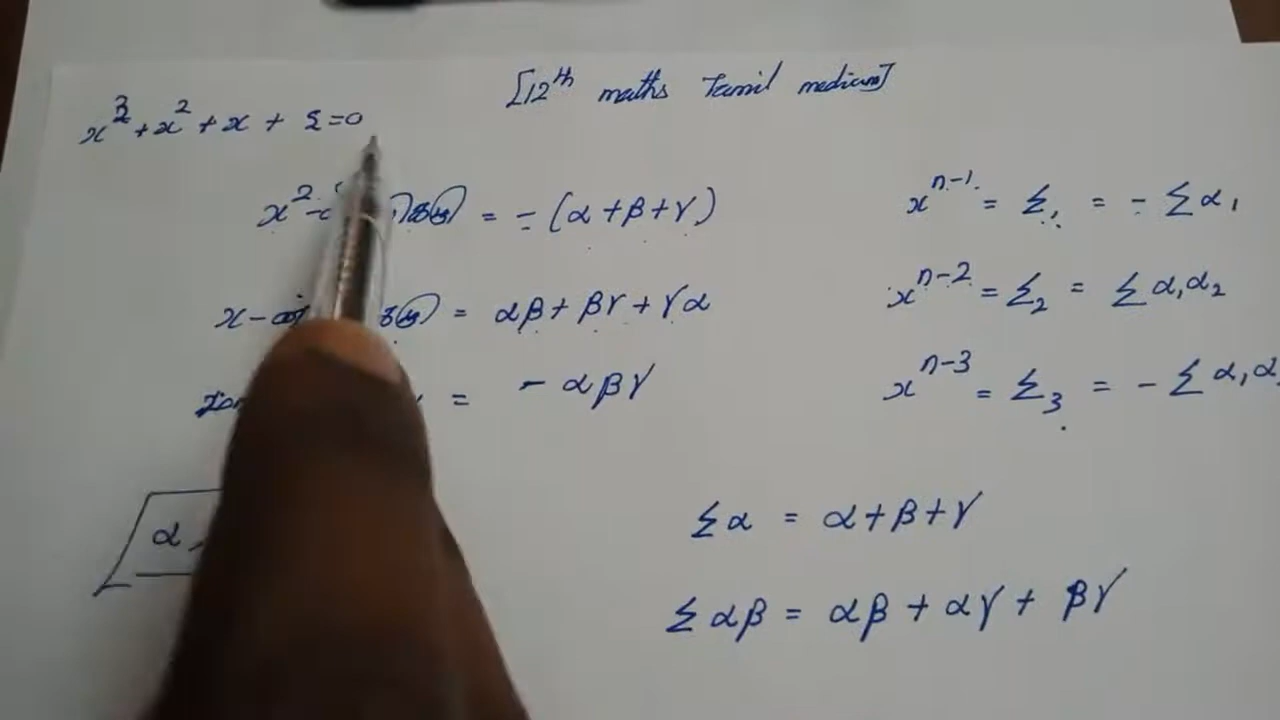 [12th maths Tamil medium]
x³ + x² + x + 5 = 0
x² - = - (α + β + γ)
x - = αβ + βγ + γα
= - αβγ
α,
xⁿ⁻¹ = Σ₁ = - Σα₁
xⁿ⁻² = Σ₂ = Σα₁α₂
xⁿ⁻³ = Σ₃ = - Σα₁α
Σα = α + β + γ
Σαβ = αβ + αγ + βγ